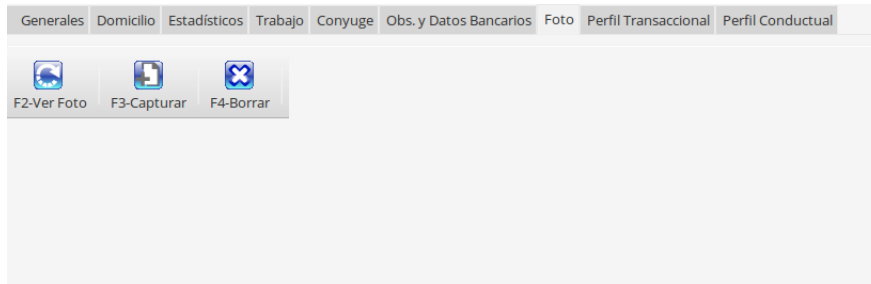 Generales Domicilio Estadísticos Trabajo Conyuge Obs. y Datos Bancarios Foto Perfil Transaccional Perfil Conductual
F2-Ver Foto F3-Capturar F4-Borrar